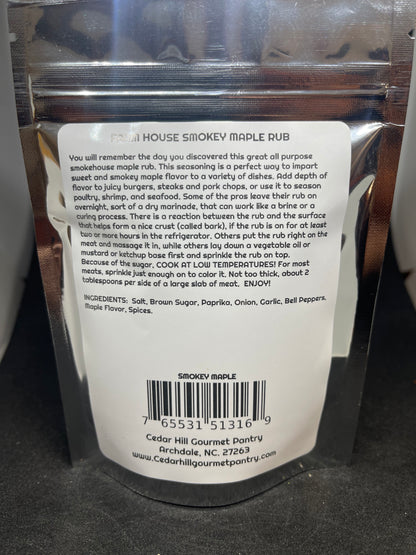 FARM HOUSE SMOKEY MAPLE RUB
You will remember the day you discovered this great all purpose
smokehouse maple rub. This seasoning is a perfect way to impart
sweet and smokey maple flavor to a variety of dishes. Add depth of
flavor to juicy burgers, steaks and pork chops, or use it to season
poultry, shrimp, and seafood. Some of the pros leave their rub on
overnight, sort of a dry marinade, that can work like a brine or a
curing process. There is a reaction between the rub and the surface
that helps form a nice crust (called bark), if the rub is on for at least
two or more hours in the refrigerator. Others put the rub right on the
meat and massage it in, while others lay down a vegetable oil or
mustard or ketchup base first and sprinkle the rub on top.
Because of the sugar, COOK AT LOW TEMPERATURES! For most
meats, sprinkle just enough on to color it. Not too thick, about 2
tablespoons per side of a large slab of meat. ENJOY!
INGREDIENTS: Salt, Brown Sugar, Paprika, Onion, Garlic, Bell Peppers,
Maple Flavor, Spices.
SMOKEY MAPLE
7 65531 51316 9
Cedar Hill Gourmet Pantry
Archdale, NC. 27263
www.Cedarhillgourmetpantry.com